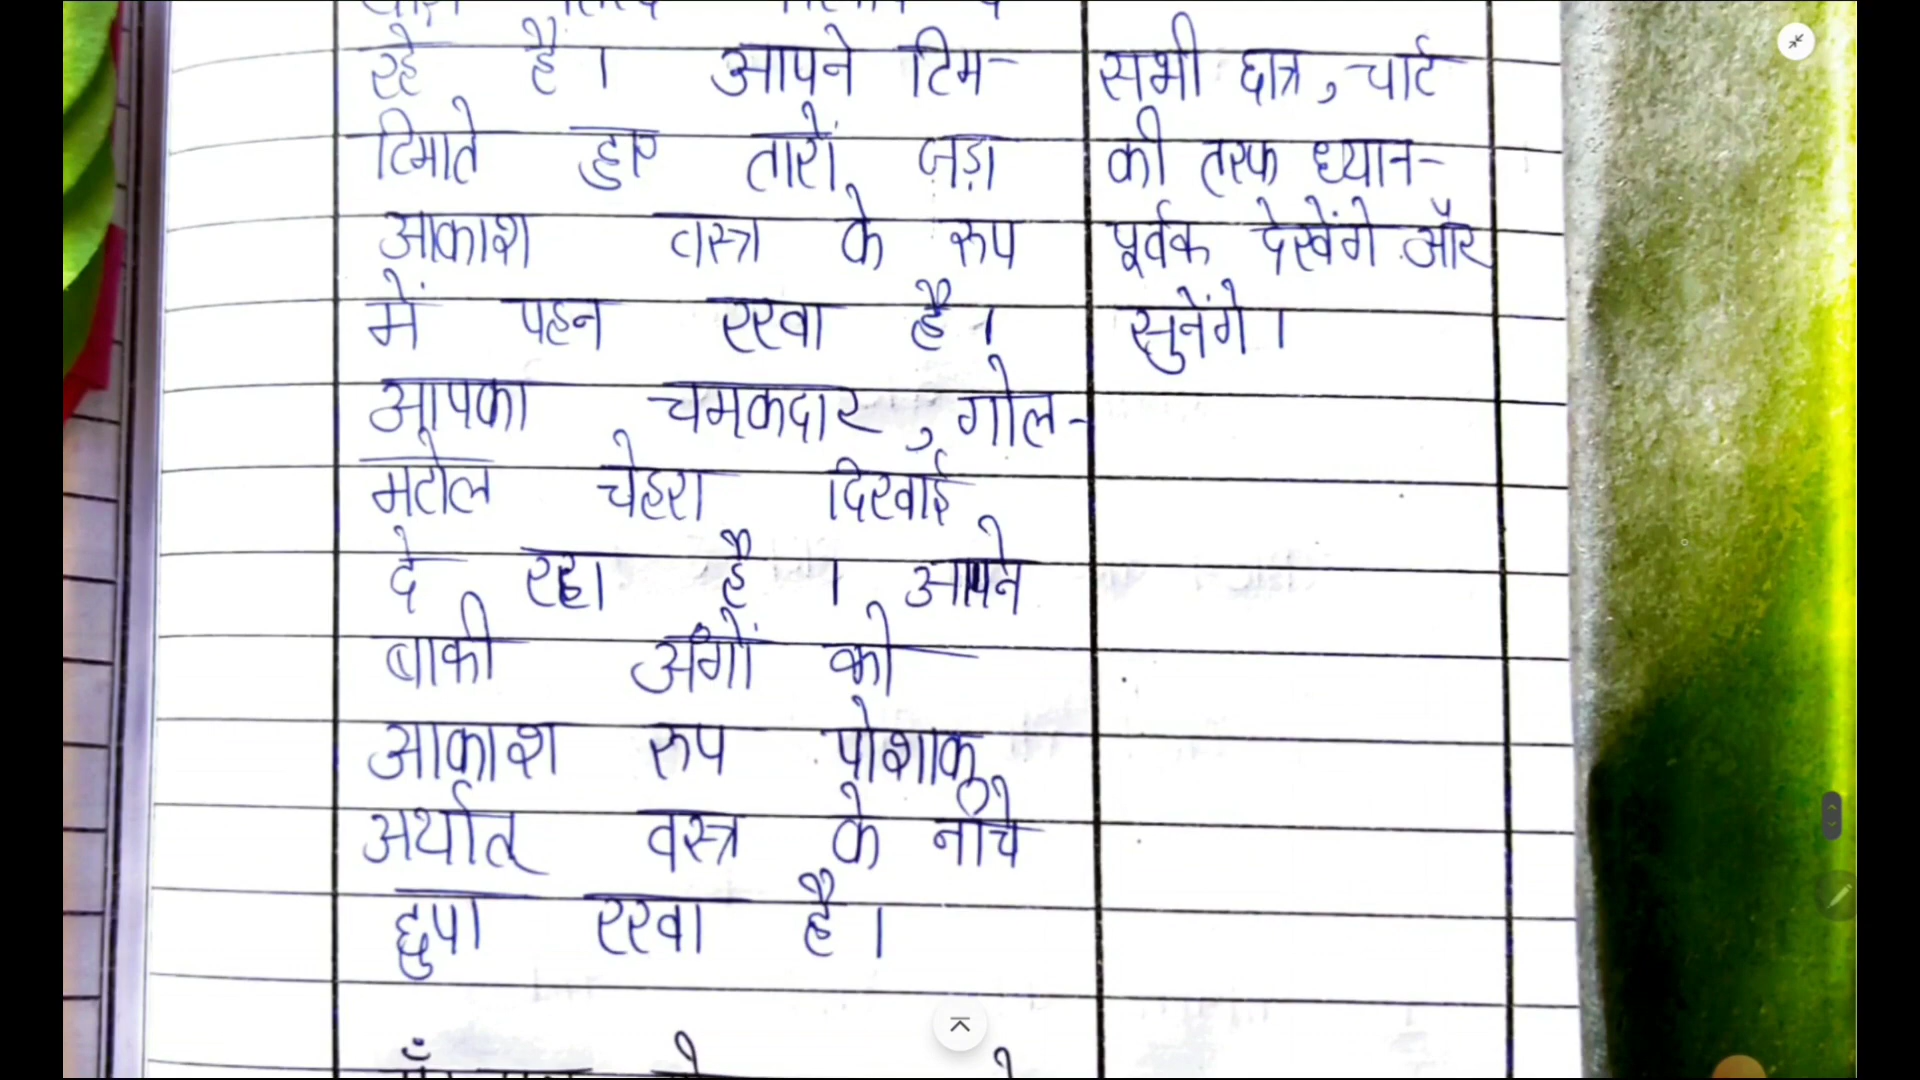 रहे है। आपने टिम-
टिमाते हुए तारों जड़ा
आकाश वस्त्र के रूप
में पहन रखा है।
आपका चमकदार, गोल-
मटोल चेहरा दिखाई
दे रहा है। आपने
बाकी अंगों को
आकाश रूप पोशाक
अर्थात् वस्त्र के नीचे
छुपा रखा है।
सभी छात्र, चार्ट
की तरफ ध्यान-
पूर्वक देखेंगे और
सुनेंगे।